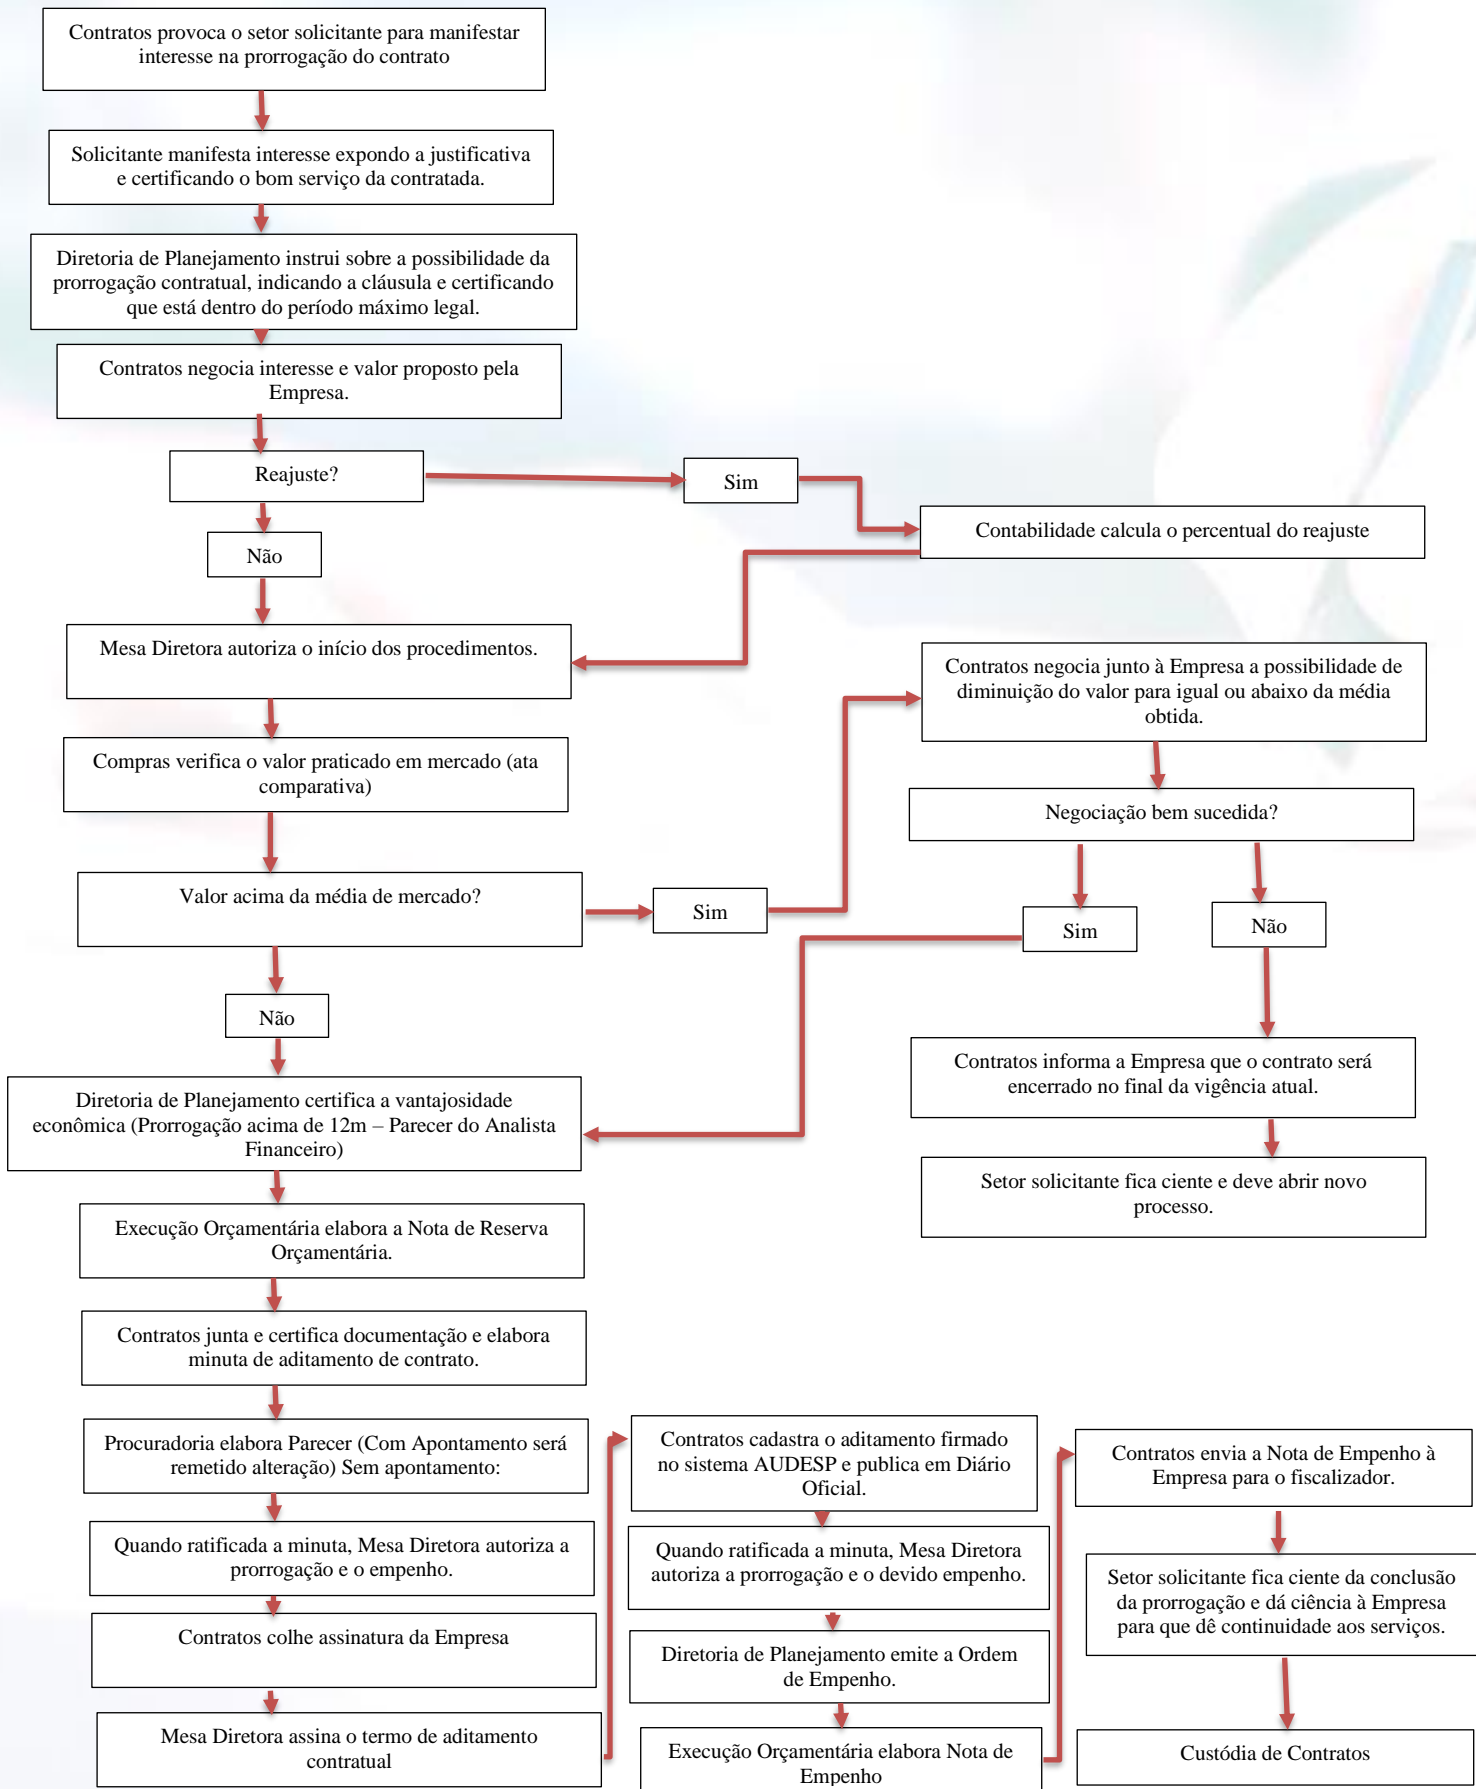 Contratos provoca o setor solicitante para manifestar
interesse na prorrogação do contrato
Solicitante manifesta interesse expondo a justificativa
e certificando o bom serviço da contratada.
Diretoria de Planejamento instrui sobre a possibilidade da
prorrogação contratual, indicando a cláusula e certificando
que está dentro do período máximo legal.
Contratos negocia interesse e valor proposto pela
Empresa.
Reajuste?
Sim
Contabilidade calcula o percentual do reajuste
Não
Mesa Diretora autoriza o início dos procedimentos.
Compras verifica o valor praticado em mercado (ata
comparativa)
Valor acima da média de mercado?
Sim
Contratos negocia junto à Empresa a possibilidade de
diminuição do valor para igual ou abaixo da média
obtida.
Negociação bem sucedida?
Sim
Não
Contratos informa a Empresa que o contrato será
encerrado no final da vigência atual.
Setor solicitante fica ciente e deve abrir novo
processo.
Não
Diretoria de Planejamento certifica a vantajosidade
econômica (Prorrogação acima de 12m – Parecer do Analista
Financeiro)
Execução Orçamentária elabora a Nota de Reserva
Orçamentária.
Contratos junta e certifica documentação e elabora
minuta de aditamento de contrato.
Procuradoria elabora Parecer (Com Apontamento será
remetido alteração) Sem apontamento:
Quando ratificada a minuta, Mesa Diretora autoriza a
prorrogação e o empenho.
Contratos colhe assinatura da Empresa
Mesa Diretora assina o termo de aditamento
contratual
Contratos cadastra o aditamento firmado
no sistema AUDESP e publica em Diário
Oficial.
Quando ratificada a minuta, Mesa Diretora
autoriza a prorrogação e o devido empenho.
Diretoria de Planejamento emite a Ordem
de Empenho.
Execução Orçamentária elabora Nota de
Empenho
Contratos envia a Nota de Empenho à
Empresa para o fiscalizador.
Setor solicitante fica ciente da conclusão
da prorrogação e dá ciência à Empresa
para que dê continuidade aos serviços.
Custódia de Contratos